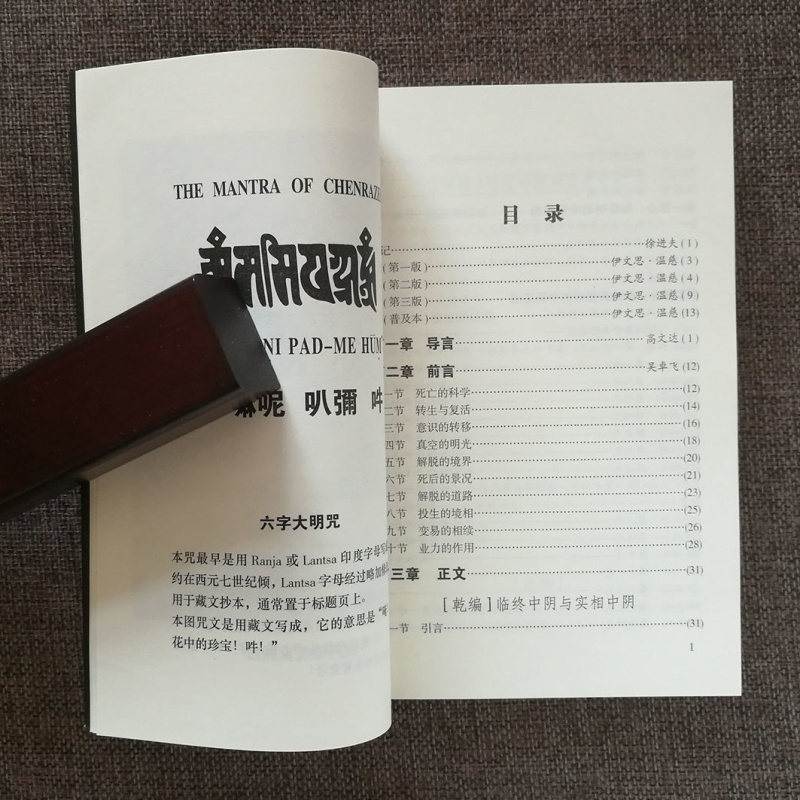 THE MANTRA OF
NI PAD-ME HŪṂ
嘛呢 叭彌 吽
六字大明咒
本咒最早是用 Ranja 或 Lantsa 印度字母写
约在西元七世纪倾，Lantsa 字母经过略加
用于藏文抄本，通常置于标题页上。
本图咒文是用藏文写成，它的意思是“
花中的珍宝！吽！”
目录
记……徐进夫(1)
(第一版)……伊文思·温慈(3)
(第二版)……伊文思·温慈(4)
(第三版)……伊文思·温慈(9)
(普及本)……伊文思·温慈(13)
一章 导言……高文达(1)
二章 前言……吴卓飞(12)
一节 死亡的科学……(12)
二节 转生与复活……(14)
三节 意识的转移……(16)
四节 真空的明光……(18)
五节 解脱的境界……(20)
六节 死后的景况……(21)
七节 解脱的道路……(23)
八节 投生的境相……(25)
九节 变易的相续……(26)
十节 业力的作用……(28)
三章 正文……(31)
[乾编]临终中阴与实相中阴
一节 引言……(31)
1